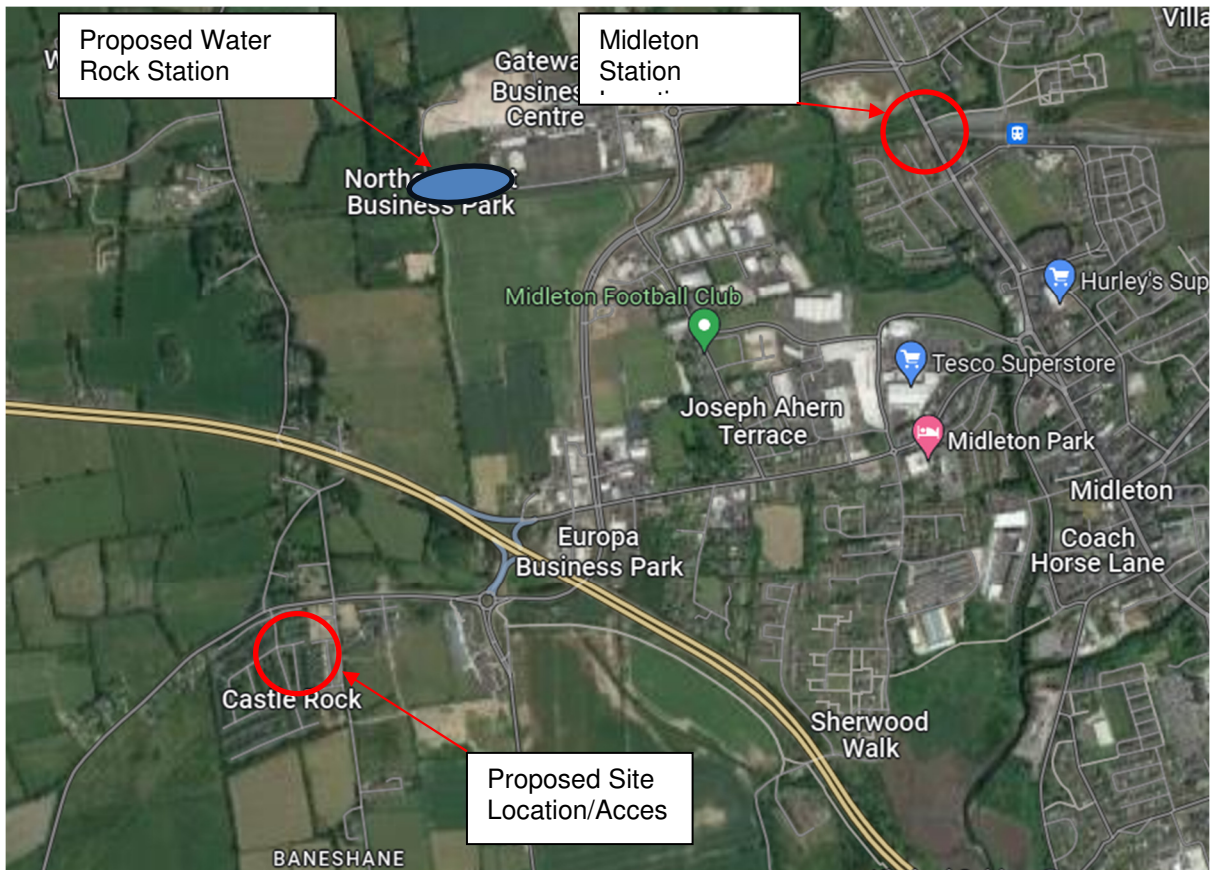 Proposed Water
Rock Station
Midleton
Station
Villa
Gatewa
Business
Centre
Business Park
Midleton Football Club
Hurley's Sup
Tesco Superstore
Joseph Ahern
Terrace
Midleton Park
Midleton
Coach
Horse Lane
Europa
Business Park
Castle Rock
Sherwood
Walk
Proposed Site
Location/Acces
BANESHANE